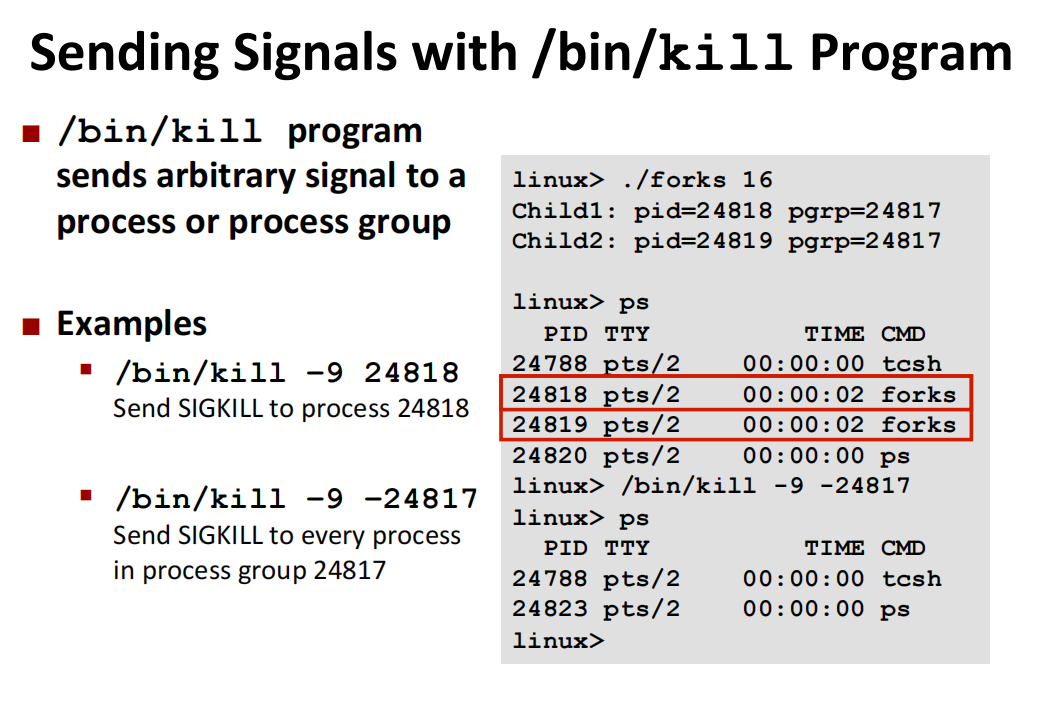 Sending Signals with /bin/kill Program
■ /bin/kill program
sends arbitrary signal to a
process or process group
■ Examples
▪ /bin/kill –9 24818
Send SIGKILL to process 24818
▪ /bin/kill –9 –24817
Send SIGKILL to every process
in process group 24817
linux> ./forks 16
Child1: pid=24818 pgrp=24817
Child2: pid=24819 pgrp=24817
linux> ps
  PID TTY          TIME CMD
24788 pts/2    00:00:00 tcsh
24818 pts/2    00:00:02 forks
24819 pts/2    00:00:02 forks
24820 pts/2    00:00:00 ps
linux> /bin/kill -9 -24817
linux> ps
  PID TTY          TIME CMD
24788 pts/2    00:00:00 tcsh
24823 pts/2    00:00:00 ps
linux>